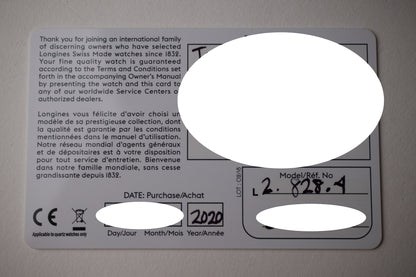 Thank you for joining an international family
of discerning owners who have selected
Longines Swiss Made watches since 1832.
Your fine quality watch is guaranteed
according to the Terms and Conditions set
forth in the accompanying Owner's Manual
by presenting the watch and this card to
any of our worldwide Service Centers or
authorized dealers.
Longines vous félicite d'avoir choisi un
modèle de sa prestigieuse collection, dont
la qualité est garantie par les conditions
mentionnées dans le manuel d'utilisation.
Notre réseau mondial d'agents généraux
et de dépositaires est à votre disposition
pour tout service d'entretien. Bienvenue
dans notre famille mondiale, sans cesse
grandissante depuis 1832.
Model/Réf. No
L2.828.4
DATE: Purchase/Achat
2020
Day/Jour Month/Mois Year/Année
CE
Applicable to quartz watches only